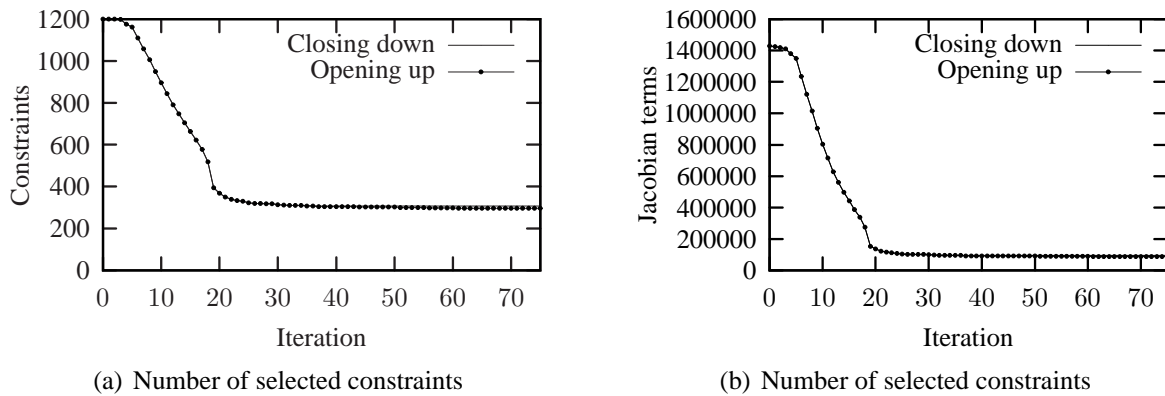 1200
1000
800
600
400
200
0
Constraints
Closing down
Opening up
0 10 20 30 40 50 60 70
Iteration
(a) Number of selected constraints
1600000
1400000
1200000
1000000
800000
600000
400000
200000
0
Jacobian terms
Closing down
Opening up
0 10 20 30 40 50 60 70
Iteration
(b) Number of selected constraints